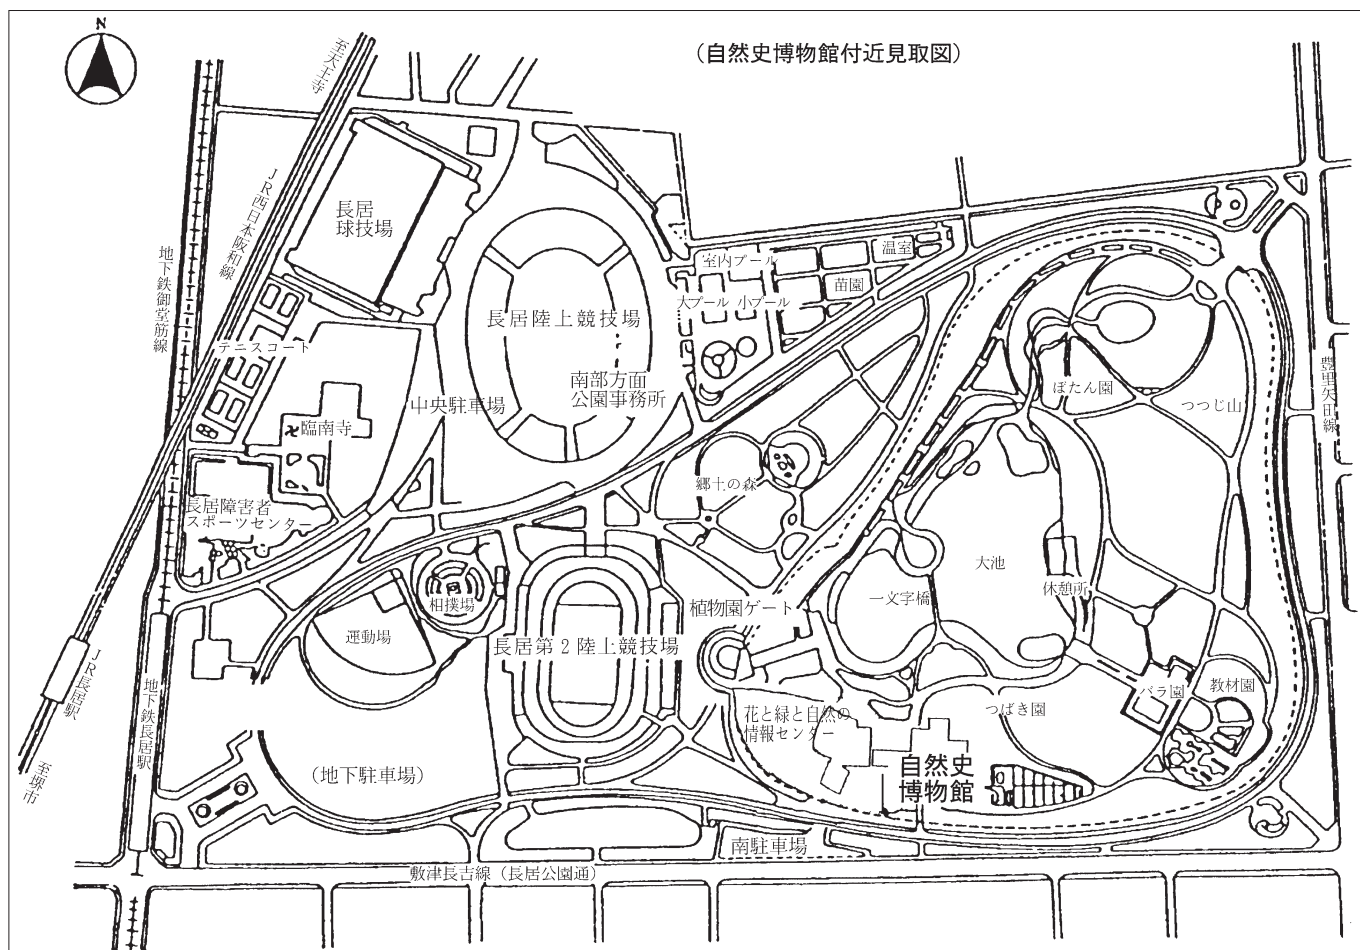 N
(自然史博物館付近見取図)
至天王寺
JR西日本阪和線
地下鉄御堂筋線
長居
球技場
テニスコート
長居陸上競技場
南部方面
公園事務所
中央駐車場
臨南寺
長居障害者
スポーツセンター
室内プール
温室
苗園
大プール
小プール
ぼたん園
つつじ山
豊里矢田線
郷土の森
大池
休憩所
一文字橋
植物園ゲート
相撲場
運動場
長居第2陸上競技場
JR長居駅
地下鉄長居駅
至堺市
バラ園
教材園
つばき園
花と緑と自然の
情報センター
自然史
博物館
(地下駐車場)
南駐車場
敷津長吉線(長居公園通)